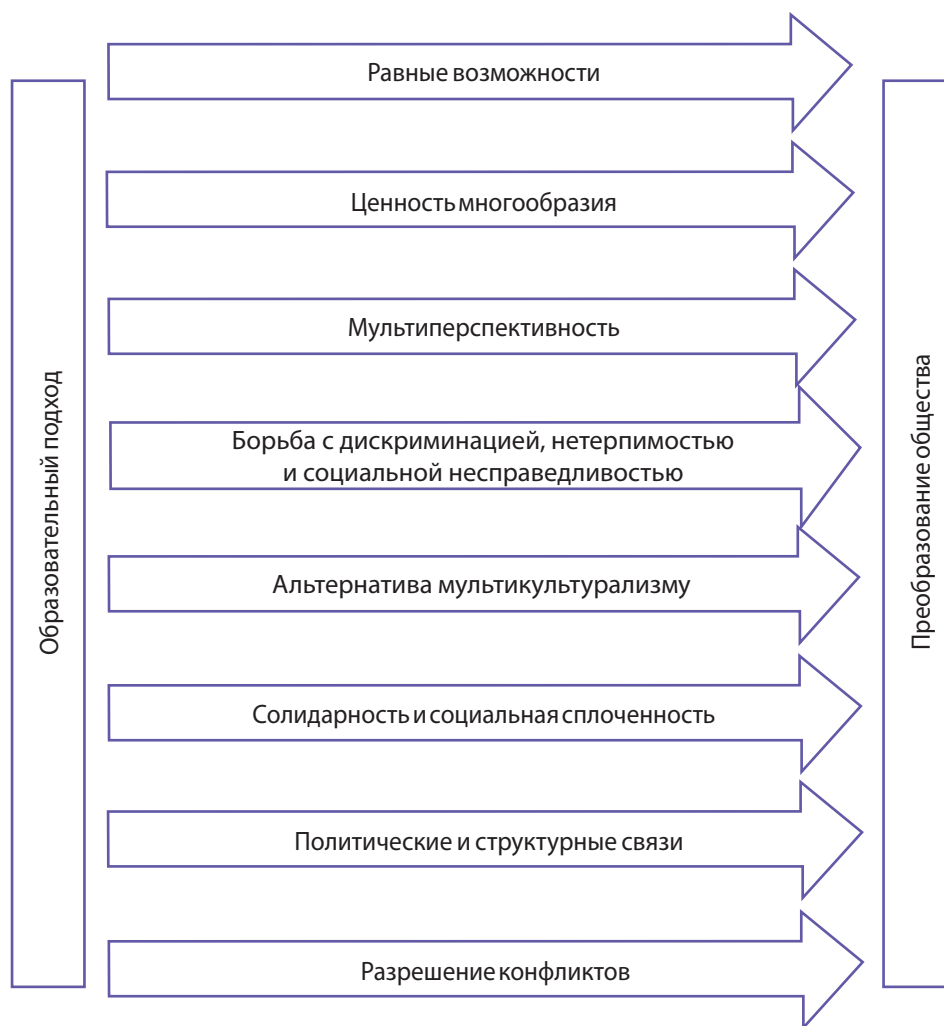 Образовательный подход
Равные возможности
Ценность многообразия
Мультиперспективность
Борьба с дискриминацией, нетерпимостью
и социальной несправедливостью
Альтернатива мультикультурализму
Солидарность и социальная сплоченность
Политические и структурные связи
Разрешение конфликтов
Преобразование общества